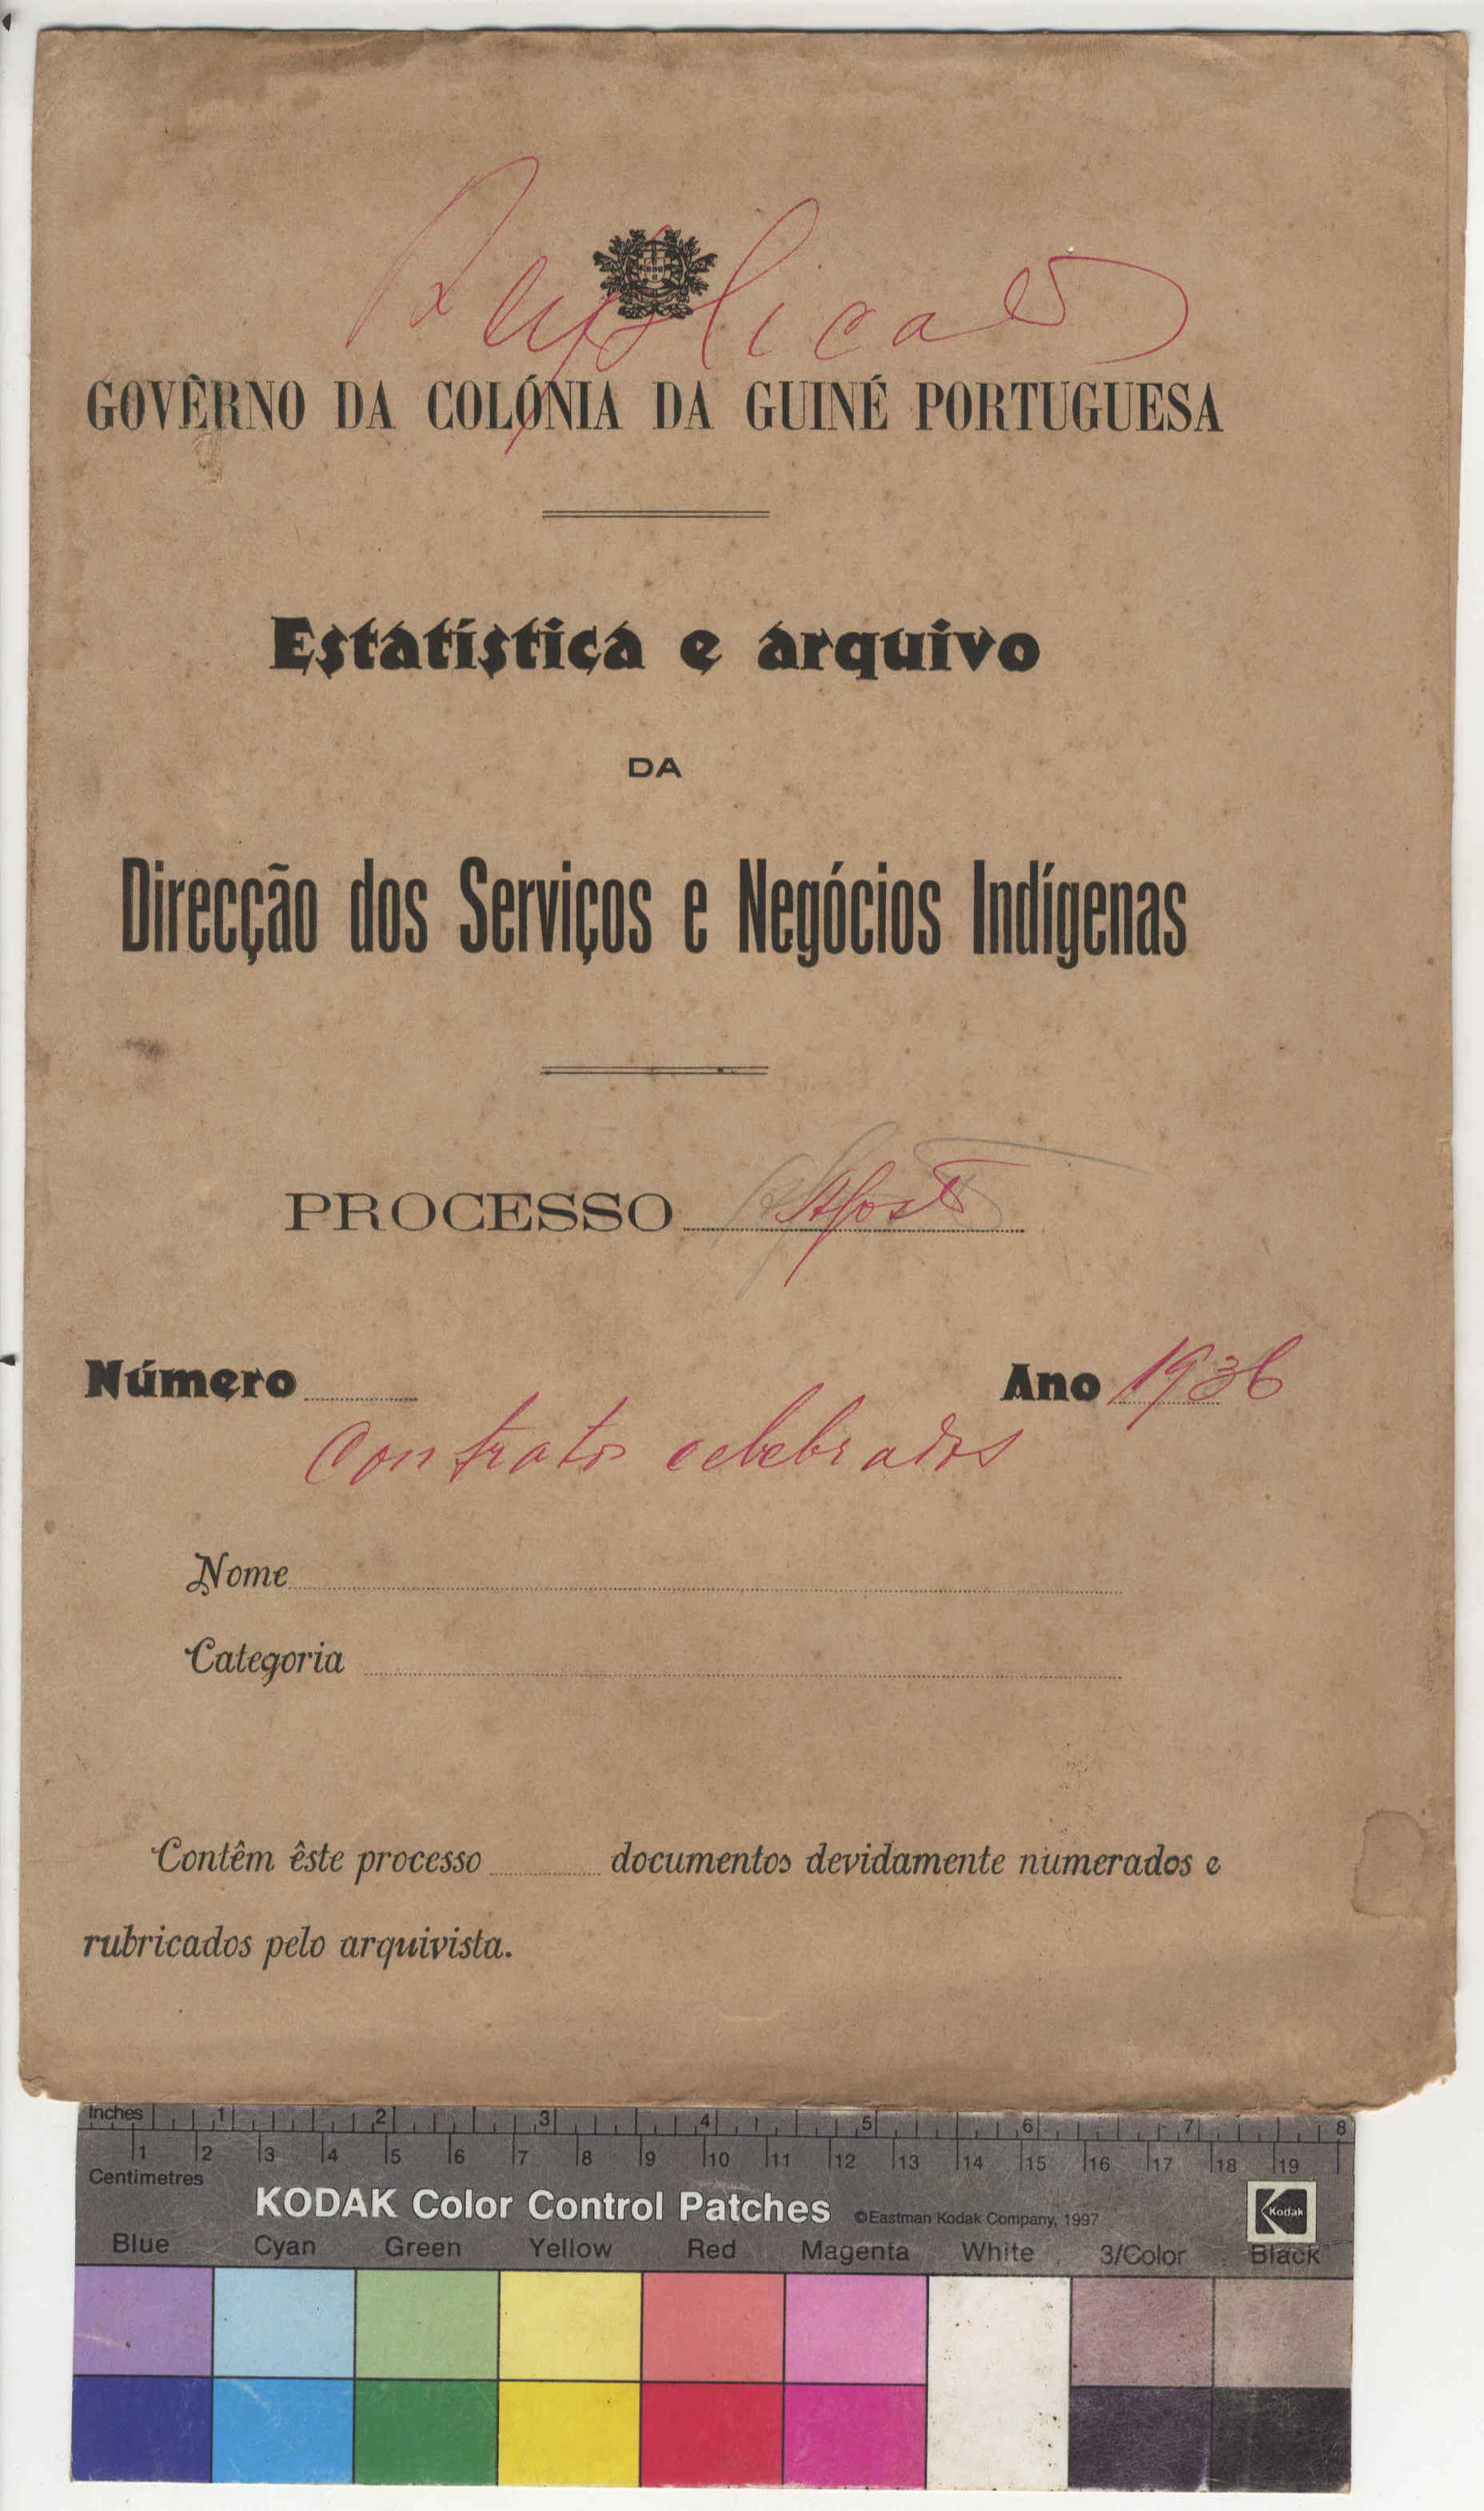 Duplicado
GOVÊRNO DA COLÓNIA DA GUINÉ PORTUGUESA
Estatística e arquivo
DA
Direcção dos Serviços e Negócios Indígenas
PROCESSO Agosto
Número Ano 1936
Contratos celebrados
Nome
Categoria
Contêm êste processo documentos devidamente numerados e
rubricados pelo arquivista.
Inches 1 2 3 4 5 6 7 8
1 2 3 4 5 6 7 8 9 10 11 12 13 14 15 16 17 18 19
Centimetres
KODAK Color Control Patches ©Eastman Kodak Company, 1997 Kodak
Blue Cyan Green Yellow Red Magenta White 3/Color Black